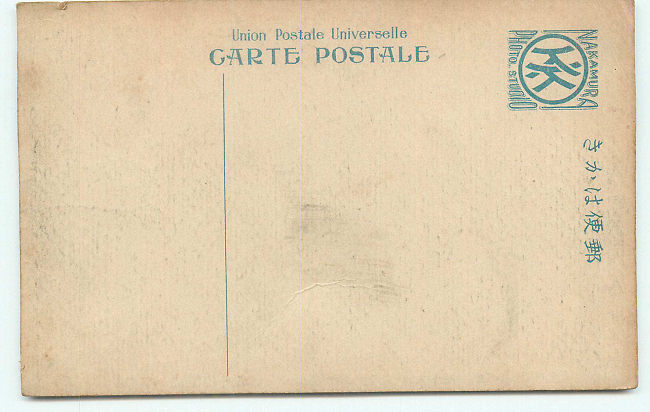 Union Postale Universelle
CARTE POSTALE
NAKAMURA
PHOTO. STUDIO
きかは便郵